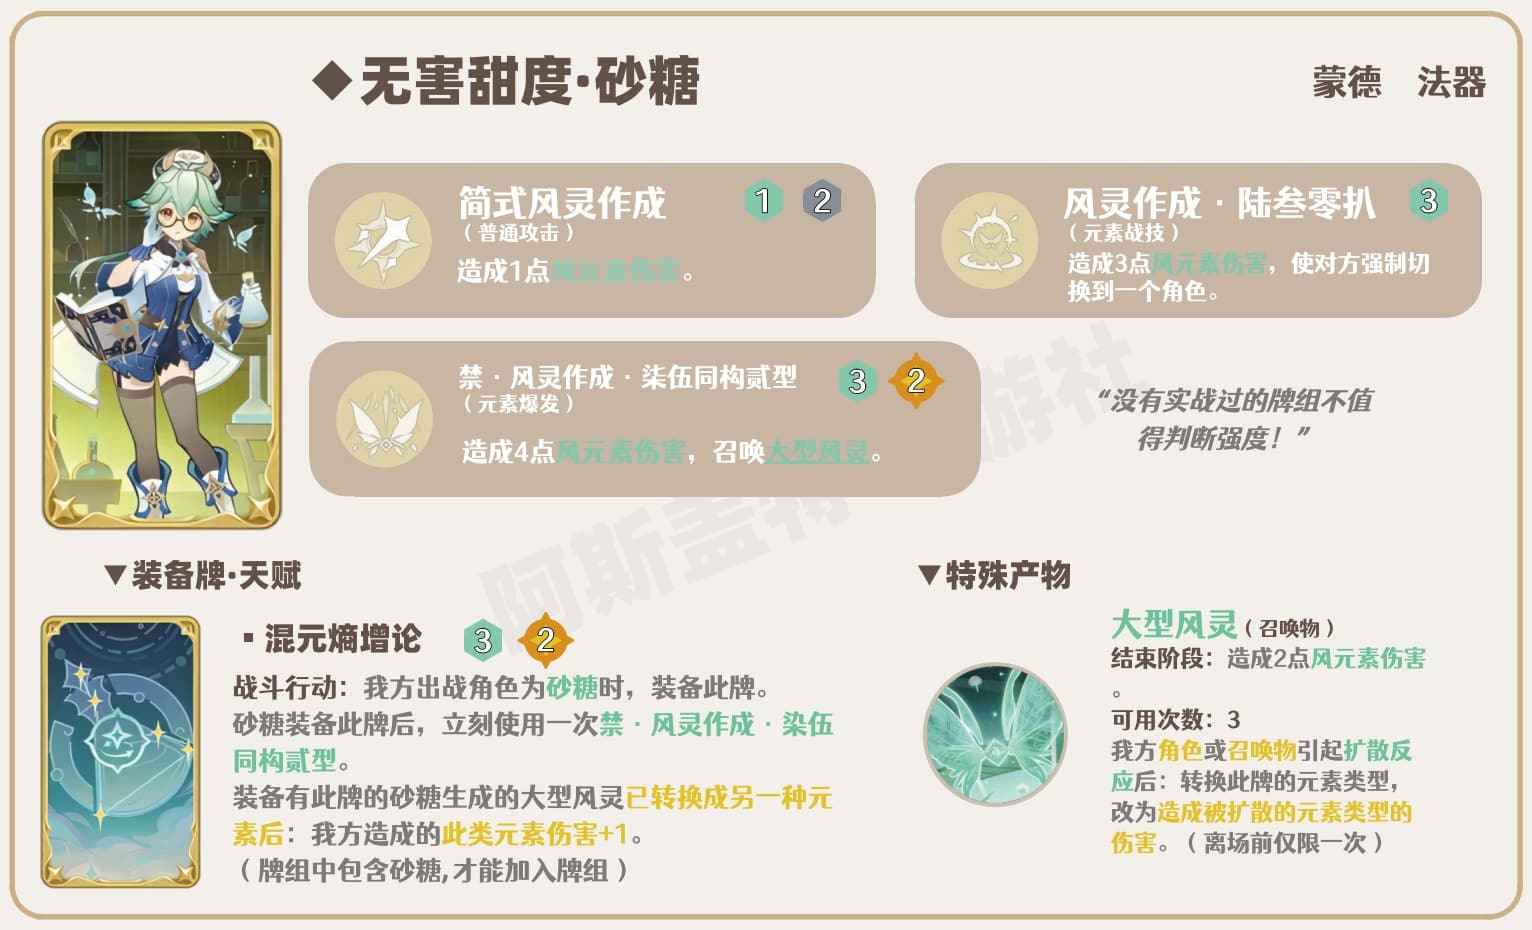 ◆无害甜度·砂糖
蒙德 法器
简式风灵作成 1 2
（普通攻击）
造成1点风元素伤害。
风灵作成·陆叁零扒 3
（元素战技）
造成3点风元素伤害，使对方强制切
换到一个角色。
禁·风灵作成·柒伍同构贰型 3 2
（元素爆发）
造成4点风元素伤害，召唤大型风灵。
“没有实战过的牌组不值
得判断强度！”
阿斯盖特 游社
▼装备牌·天赋
▪混元熵增论 3 2
战斗行动：我方出战角色为砂糖时，装备此牌。
砂糖装备此牌后，立刻使用一次禁·风灵作成·染伍
同构贰型。
装备有此牌的砂糖生成的大型风灵已转换成另一种元
素后：我方造成的此类元素伤害+1。
（牌组中包含砂糖,才能加入牌组）
▼特殊产物
大型风灵（召唤物）
结束阶段：造成2点风元素伤害
。
可用次数：3
我方角色或召唤物引起扩散反
应后：转换此牌的元素类型，
改为造成被扩散的元素类型的
伤害。（离场前仅限一次）